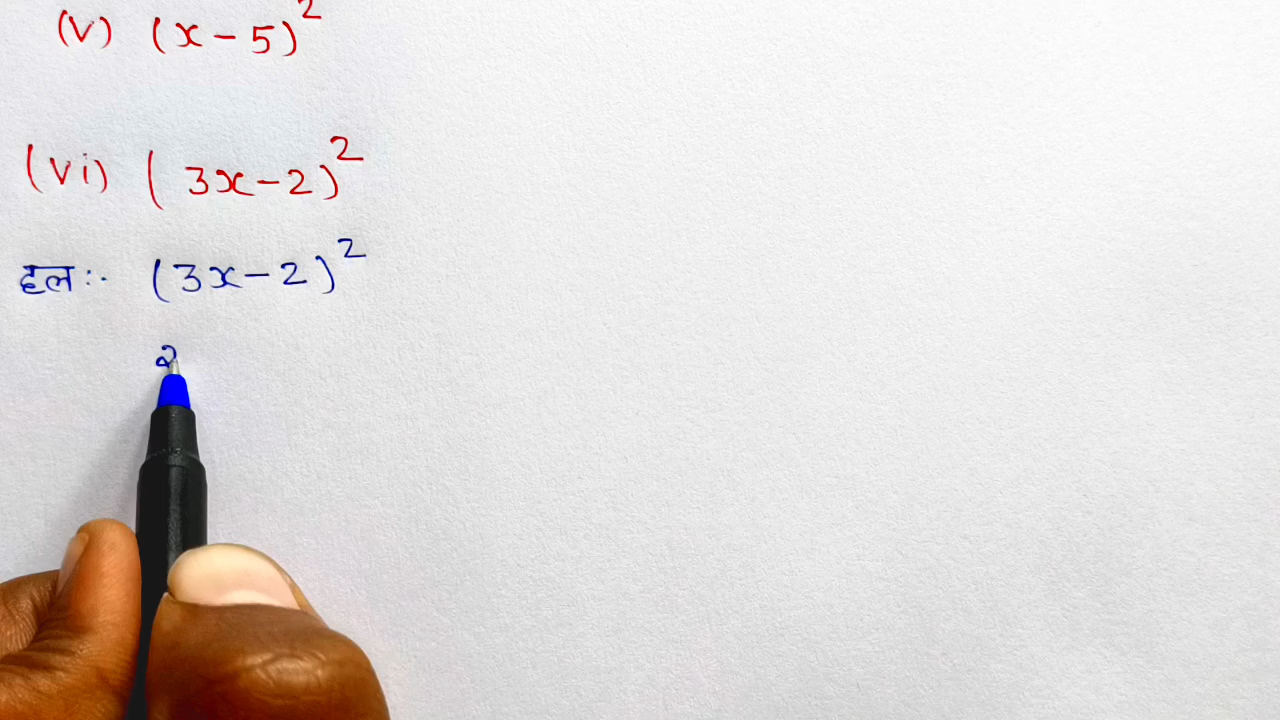 (v) (x-5)²
(vi) (3x-2)²
हल:- (3x-2)²